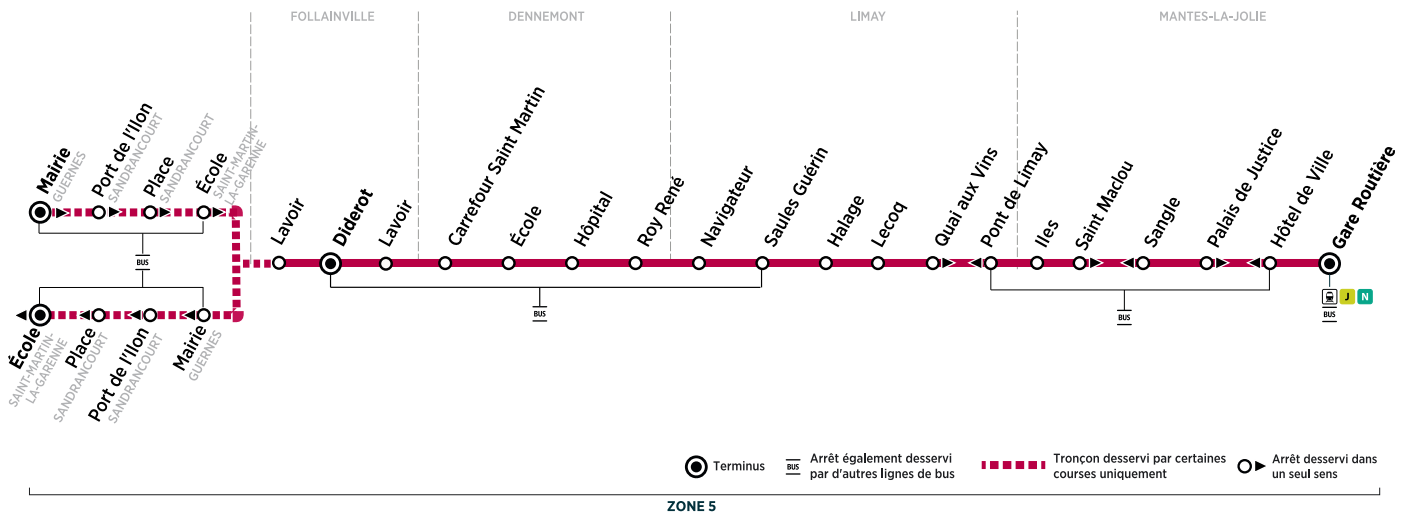 FOLLAINVILLE
DENNEMONT
LIMAY
MANTES-LA-JOLIE
Mairie
GUERNES
Port de l'Ilon
SANDRANCOURT
Place
SANDRANCOURT
École
SAINT-MARTIN-
LA-GARENNE
BUS
École
SAINT-MARTIN-
LA-GARENNE
Place
SANDRANCOURT
Port de l'Ilon
SANDRANCOURT
Mairie
GUERNES
Lavoir
Diderot
Lavoir
Carrefour Saint Martin
École
Hôpital
Roy René
Navigateur
Saules Guérin
Halage
Lecoq
Quai aux Vins
Pont de Limay
Iles
Saint Maclou
Sangle
Palais de Justice
Hôtel de Ville
Gare Routière
BUS
BUS
J N
BUS
Terminus
BUS
Arrêt également desservi
par d'autres lignes de bus
Tronçon desservi par certaines
courses uniquement
Arrêt desservi dans
un seul sens
ZONE 5